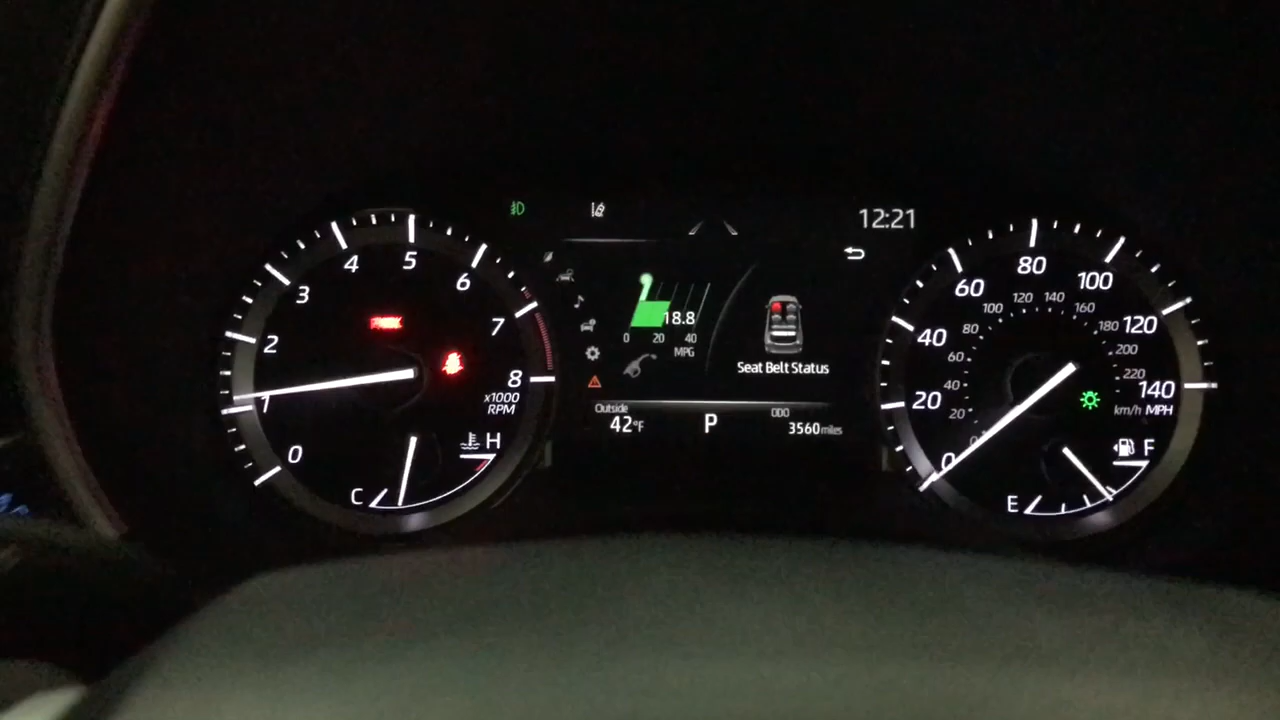 12:21
0
1
2
3
4
5
6
7
8
x1000
RPM
C
H
18.8
0 20 40
MPG
Seat Belt Status
Outside
42°F
P
ODO
3560 miles
0
20
40
60
80
100
120
140
MPH
20
40
60
80
100
120
140
160
180
200
220
km/h
E
F